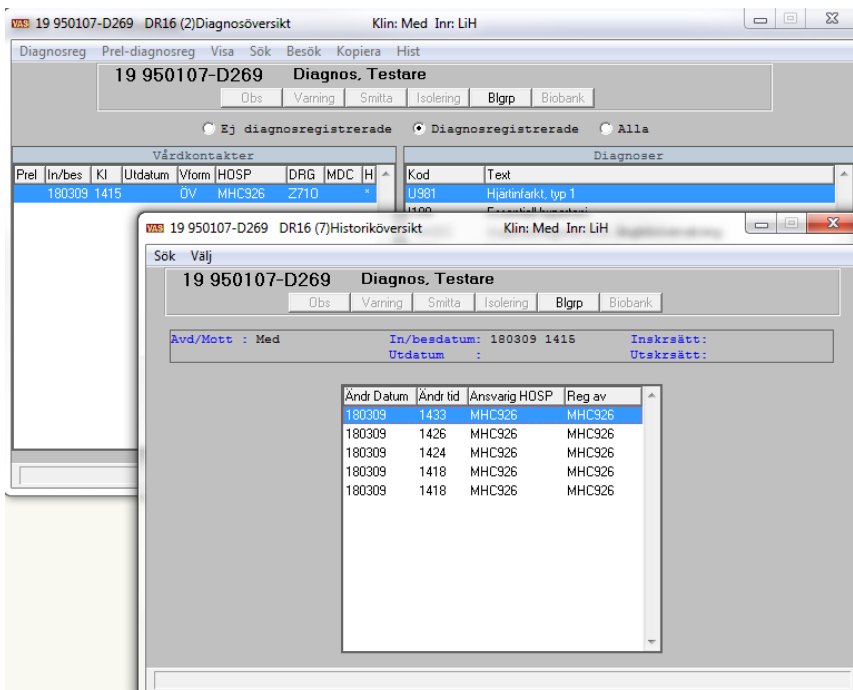 VAS 19 950107-D269 DR16 (2)Diagnosöversikt Klin: Med Inr: LiH
Diagnosreg Prel-diagnosreg Visa Sök Besök Kopiera Hist
19 950107-D269 Diagnos, Testare
Obs Varning Smitta Isolering Blgrp Biobank
Ej diagnosregistrerade Diagnosregistrerade Alla
Vårdkontakter Diagnoser
Prel In/bes Kl Utdatum Vform HOSP DRG MDC H Kod Text
180309 1415 ÖV MHC926 Z710 * U981 Hjärtinfarkt, typ 1
VAS 19 950107-D269 DR16 (7)Historiköversikt Klin: Med Inr: LiH
Sök Välj
19 950107-D269 Diagnos, Testare
Obs Varning Smitta Isolering Blgrp Biobank
Avd/Mott : Med In/besdatum: 180309 1415 Inskrsätt:
Utdatum : Utskrsätt:
Ändr Datum Ändr tid Ansvarig HOSP Reg av
180309 1433 MHC926 MHC926
180309 1426 MHC926 MHC926
180309 1424 MHC926 MHC926
180309 1418 MHC926 MHC926
180309 1418 MHC926 MHC926